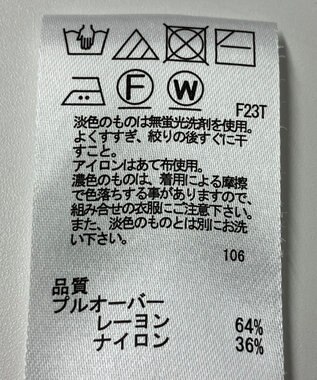 F W
F23T
淡色のものは無蛍光洗剤を使用。
よくすすぎ、絞りの後すぐに干
すこと。
アイロンはあて布使用。
濃色のものは、着用による摩擦
で色落ちする事がありますので、
組み合せの衣服にご注意下さい。
また、淡色のものとは別にお洗
い下さい。
106
品質
プルオーバー
レーヨン 64%
ナイロン 36%